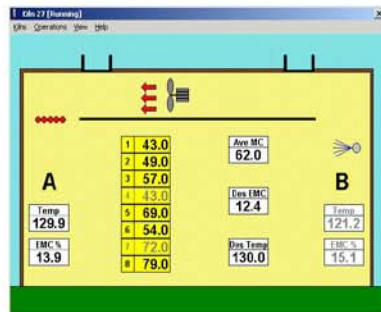 Kiln 27 [Running]
Kilns Operations View Help
A
B
1 43.0
2 49.0
3 57.0
4 43.0
5 69.0
6 54.0
7 72.0
8 79.0
Ave MC
62.0
Des EMC
12.4
Des Temp
130.0
Temp
129.9
EMC %
13.9
Temp
121.2
EMC %
15.1